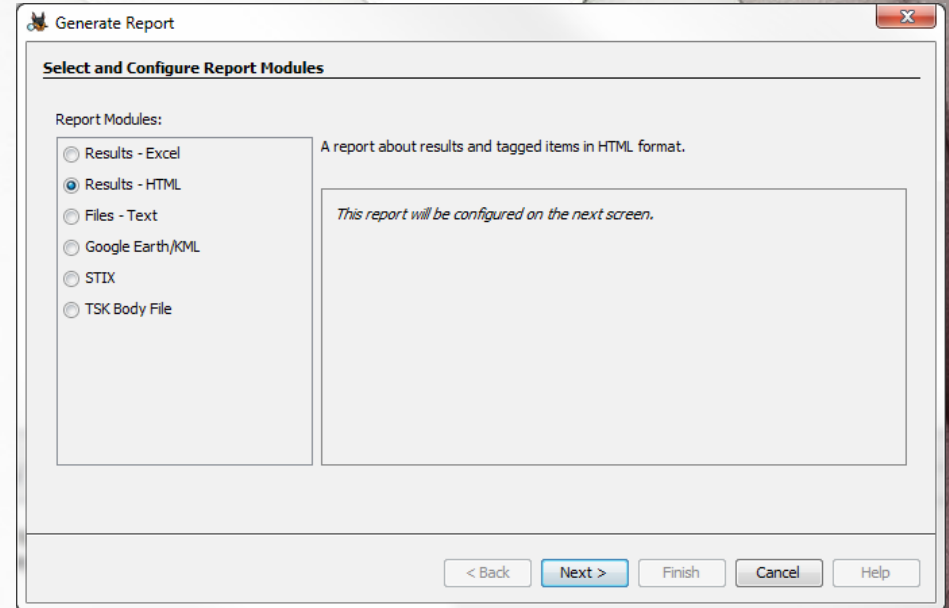 Generate Report
X
Select and Configure Report Modules
Report Modules:
Results - Excel
Results - HTML
Files - Text
Google Earth/KML
STIX
TSK Body File
A report about results and tagged items in HTML format.
This report will be configured on the next screen.
< Back
Next >
Finish
Cancel
Help